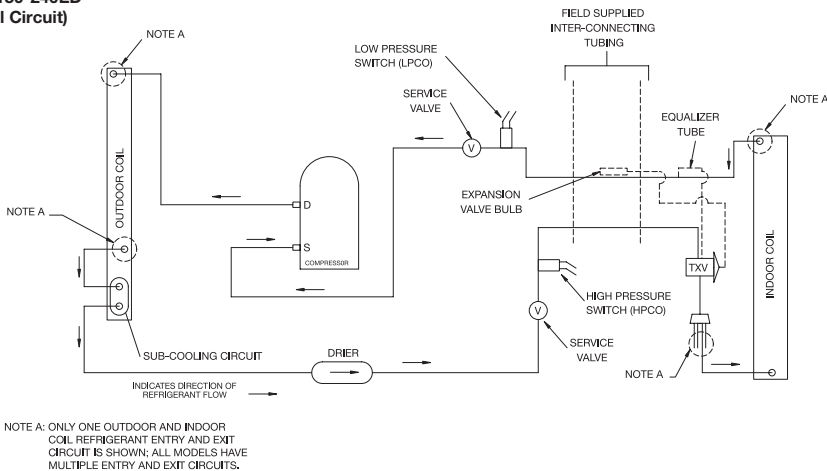 l Circuit)
NOTE A
FIELD SUPPLIED
INTER-CONNECTING
TUBING
LOW PRESSURE
SWITCH (LPCO)
SERVICE
VALVE
V
NOTE A
EQUALIZER
TUBE
OUTDOOR COIL
D
S
COMPRESSOR
EXPANSION
VALVE BULB
NOTE A
TXV
INDOOR COIL
HIGH PRESSURE
SWITCH (HPCO)
V
SERVICE
VALVE
SUB-COOLING CIRCUIT
DRIER
NOTE A
INDICATES DIRECTION OF
REFRIGERANT FLOW
NOTE A: ONLY ONE OUTDOOR AND INDOOR
COIL REFRIGERANT ENTRY AND EXIT
CIRCUIT IS SHOWN; ALL MODELS HAVE
MULTIPLE ENTRY AND EXIT CIRCUITS.